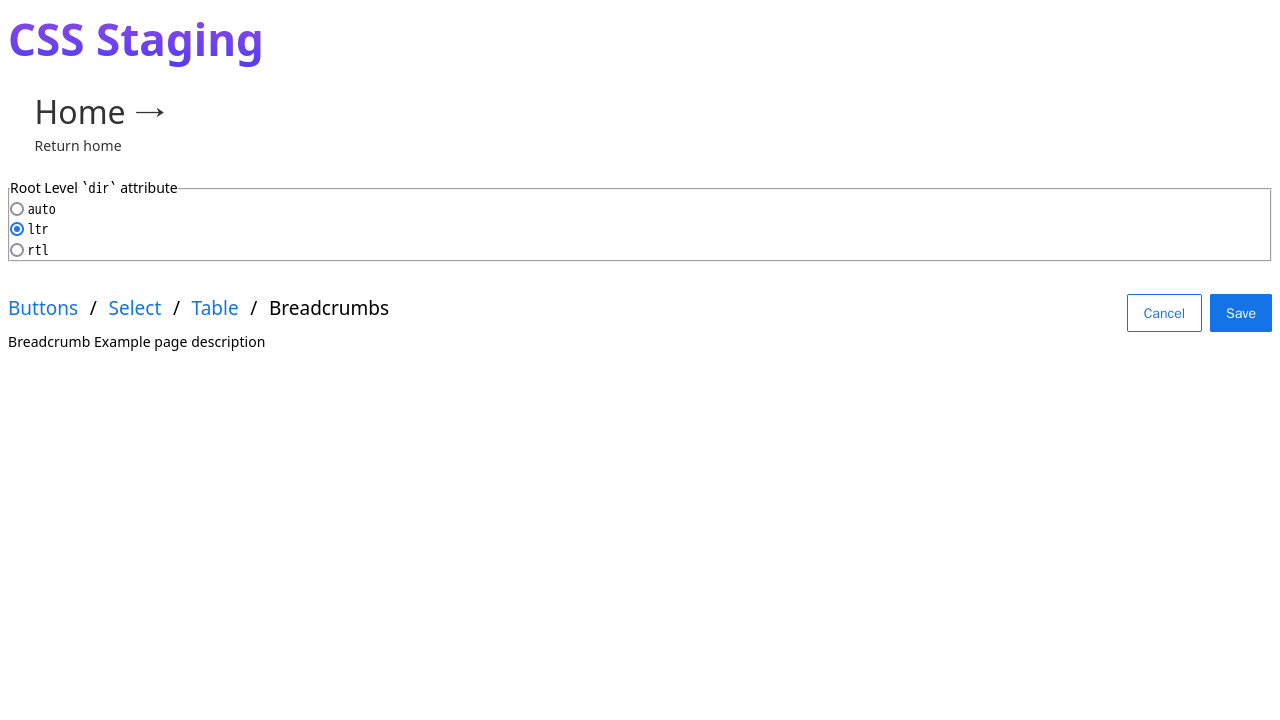 CSS Staging
Home →
Return home
Root Level `dir` attribute
auto
ltr
rtl
Buttons / Select / Table / Breadcrumbs
Cancel
Save
Breadcrumb Example page description